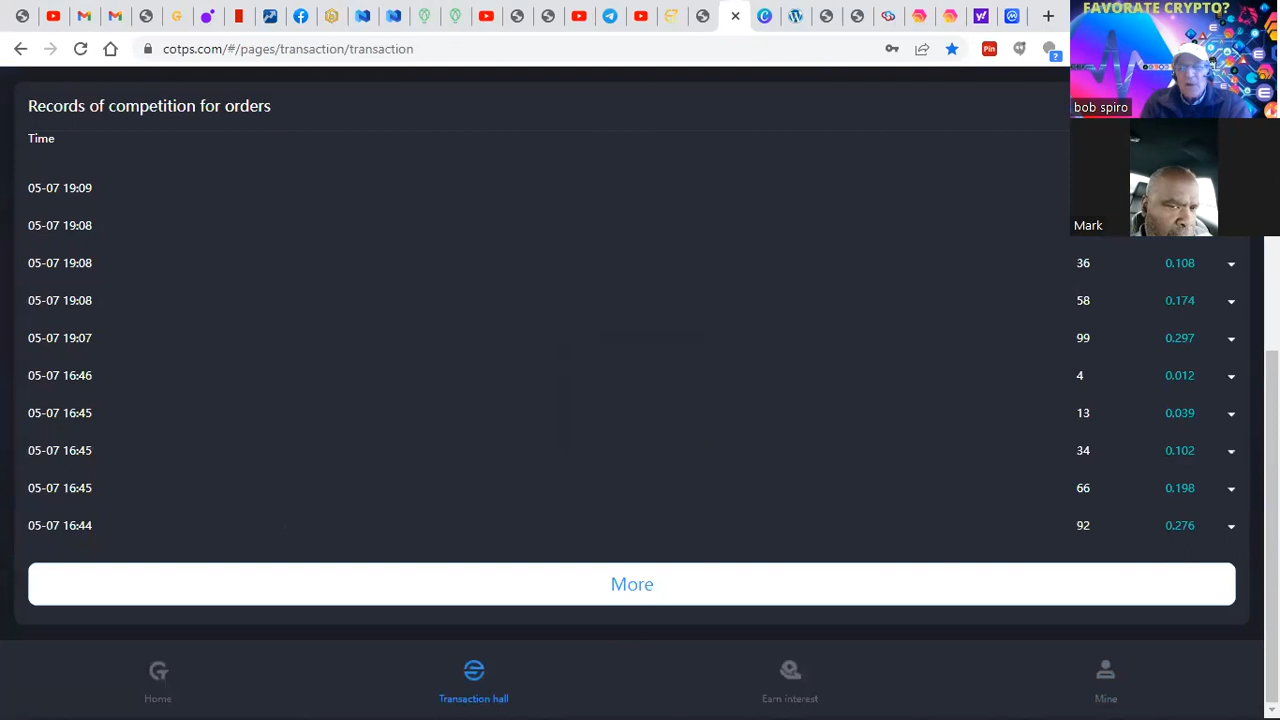 FAVORATE CRYPTO?
cotps.com/#/pages/transaction/transaction
Pin
?
bob spiro
Mark
Records of competition for orders
Time
05-07 19:09
05-07 19:08
05-07 19:08 36 0.108
05-07 19:08 58 0.174
05-07 19:07 99 0.297
05-07 16:46 4 0.012
05-07 16:45 13 0.039
05-07 16:45 34 0.102
05-07 16:45 66 0.198
05-07 16:44 92 0.276
More
Home Transaction hall Earn interest Mine